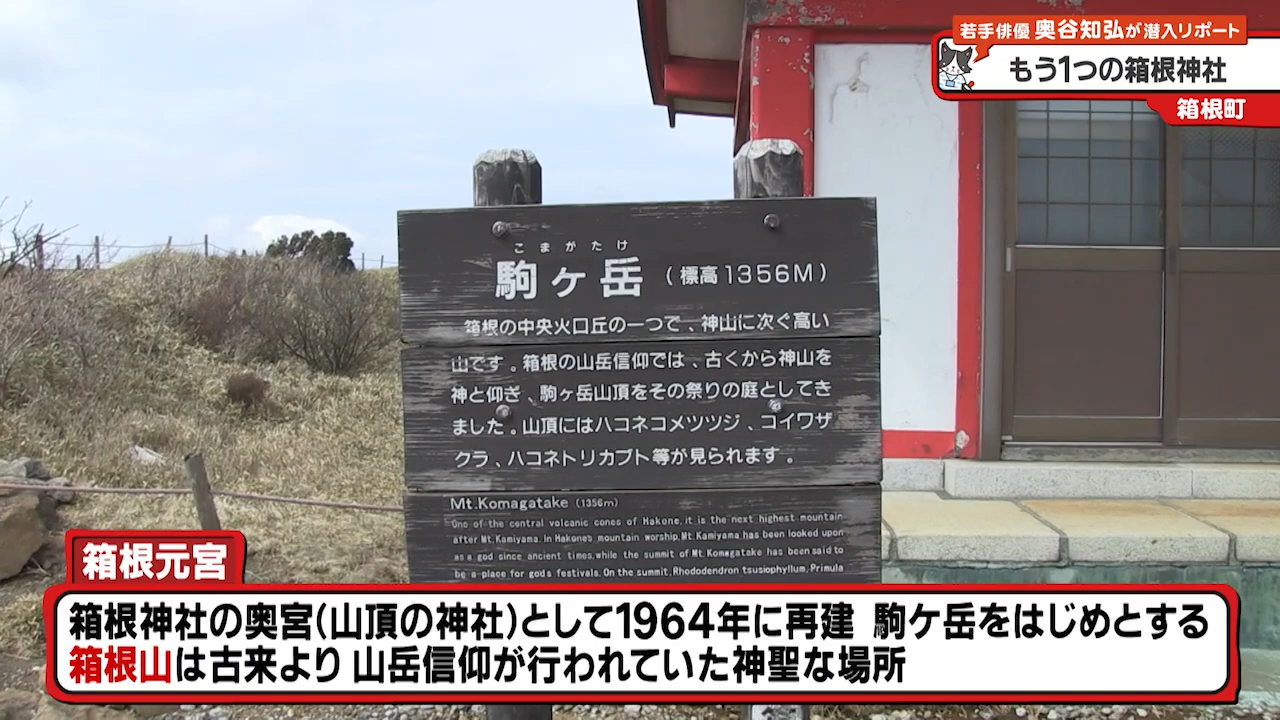 若手俳優 奥谷知弘が潜入リポート
もう1つの箱根神社
箱根町
こまがたけ
駒ヶ岳（標高1356M）
箱根の中央火口丘の一つで、神山に次ぐ高い
山です。箱根の山岳信仰では、古くから神山を
神と仰ぎ、駒ヶ岳山頂をその祭りの庭としてき
ました。山頂にはハコネコメツツジ、コイワザ
クラ、ハコネトリカブト等が見られます。
Mt.Komagatake (1356m)
One of the central volcanic cones of Hakone, it is the next highest mountain
after Mt.Kamiyama. In Hakone's mountain worship, Mt.Kamiyama has been looked upon
as a god since ancient times, while the summit of Mt.Komagatake has been said to
be a place for gods festivals. On the summit, Rhododendron tsusiophyllum, Primula
箱根元宮
箱根神社の奥宮(山頂の神社)として1964年に再建 駒ケ岳をはじめとする
箱根山は古来より 山岳信仰が行われていた神聖な場所